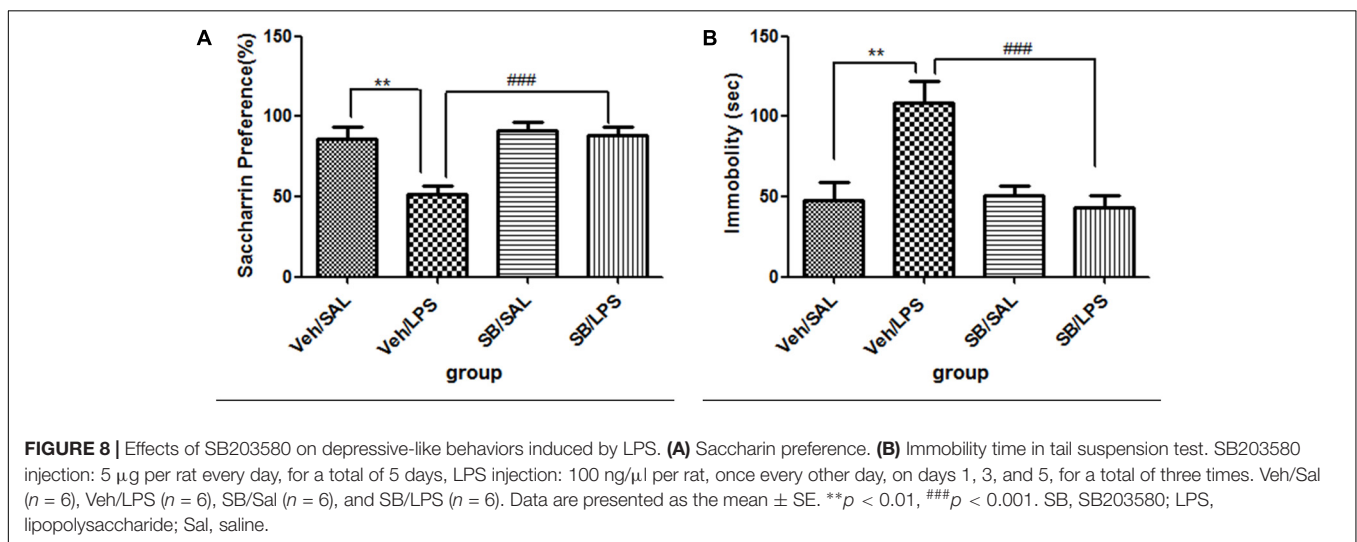 A
Saccharin Preference(%)
150
100
50
0
**
###
Veh/SAL
Veh/LPS
SB/SAL
SB/LPS
group
B
Immobolity (sec)
150
100
50
0
**
###
Veh/SAL
Veh/LPS
SB/SAL
SB/LPS
group
FIGURE 8 | Effects of SB203580 on depressive-like behaviors induced by LPS. (A) Saccharin preference. (B) Immobility time in tail suspension test. SB203580
injection: 5 μg per rat every day, for a total of 5 days, LPS injection: 100 ng/μl per rat, once every other day, on days 1, 3, and 5, for a total of three times. Veh/Sal
(n = 6), Veh/LPS (n = 6), SB/Sal (n = 6), and SB/LPS (n = 6). Data are presented as the mean ± SE. **p < 0.01, ###p < 0.001. SB, SB203580; LPS,
lipopolysaccharide; Sal, saline.